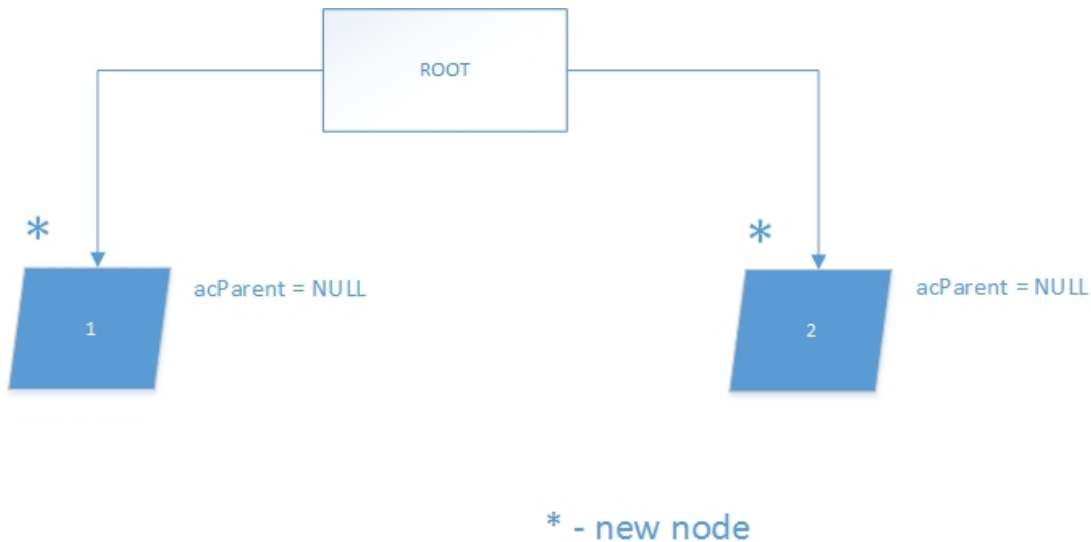 ROOT
*
*
acParent = NULL
acParent = NULL
1
2
* - new node